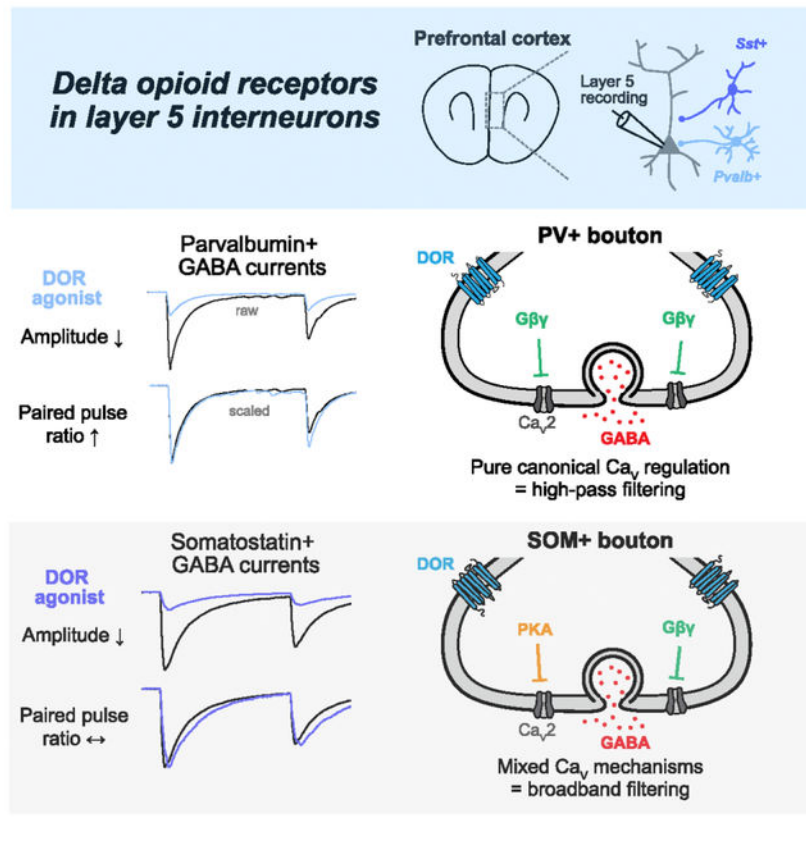 Delta opioid receptors
in layer 5 interneurons
Prefrontal cortex
Sst+
Layer 5
recording
Pvalb+
Parvalbumin+
GABA currents
DOR
agonist
raw
Amplitude ↓
Paired pulse
ratio ↑
scaled
PV+ bouton
DOR
Gβγ
Gβγ
Caᵥ2
GABA
Pure canonical Caᵥ regulation
= high-pass filtering
Somatostatin+
GABA currents
DOR
agonist
Amplitude ↓
Paired pulse
ratio ↔
SOM+ bouton
DOR
PKA
Gβγ
Caᵥ2
GABA
Mixed Caᵥ mechanisms
= broadband filtering